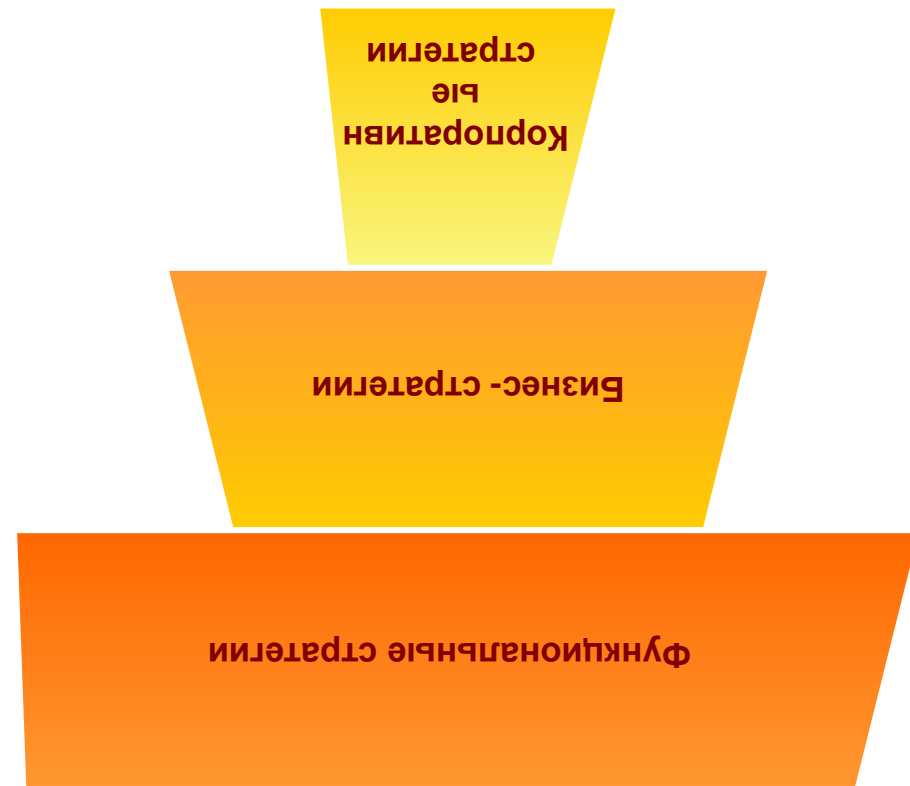 Функциональные стратегии
Бизнес- стратегии
Корпоративн
ые
стратегии